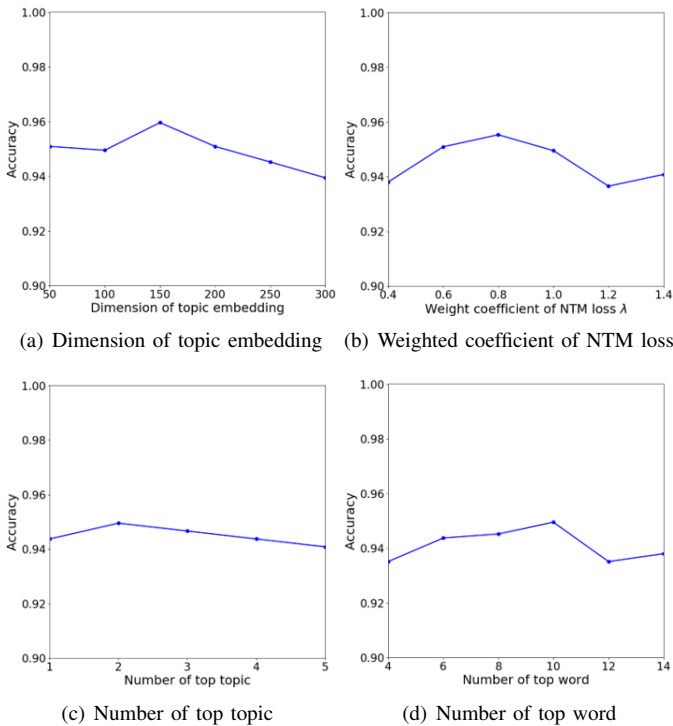 1.00
0.98
0.96
0.94
0.92
0.90
Accuracy
50 100 150 200 250 300
Dimension of topic embedding
(a) Dimension of topic embedding
1.00
0.98
0.96
0.94
0.92
0.90
Accuracy
0.4 0.6 0.8 1.0 1.2 1.4
Weight coefficient of NTM loss λ
(b) Weighted coefficient of NTM loss
1.00
0.98
0.96
0.94
0.92
0.90
Accuracy
1 2 3 4 5
Number of top topic
(c) Number of top topic
1.00
0.98
0.96
0.94
0.92
0.90
Accuracy
4 6 8 10 12 14
Number of top word
(d) Number of top word